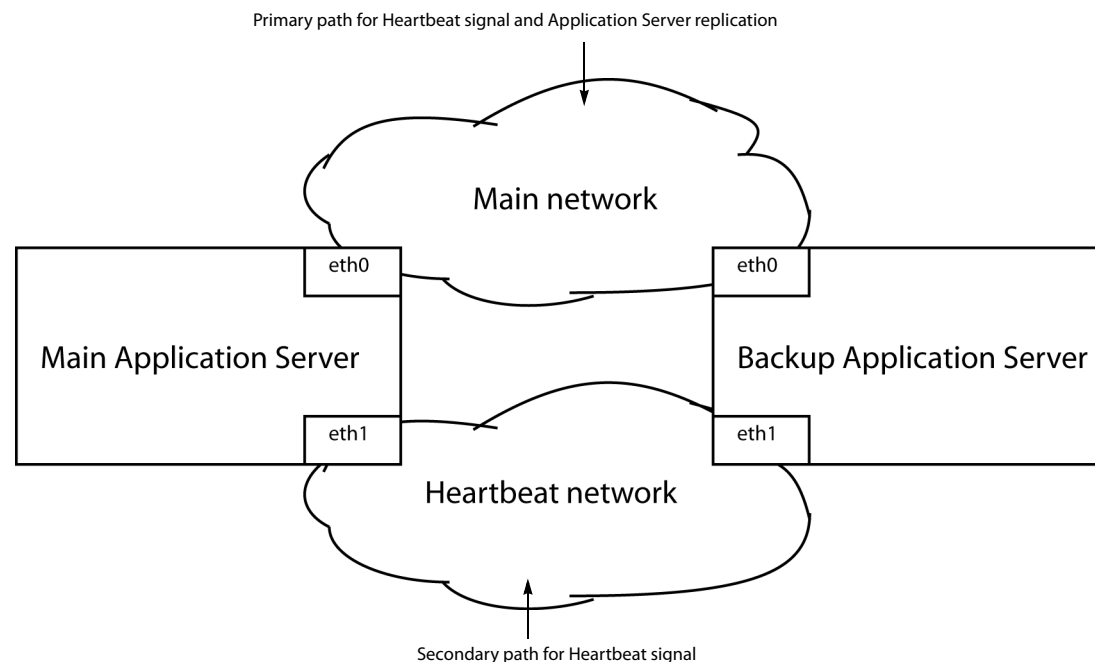 Primary path for Heartbeat signal and Application Server replication
Main network
eth0
eth0
Main Application Server
Backup Application Server
eth1
eth1
Heartbeat network
Secondary path for Heartbeat signal